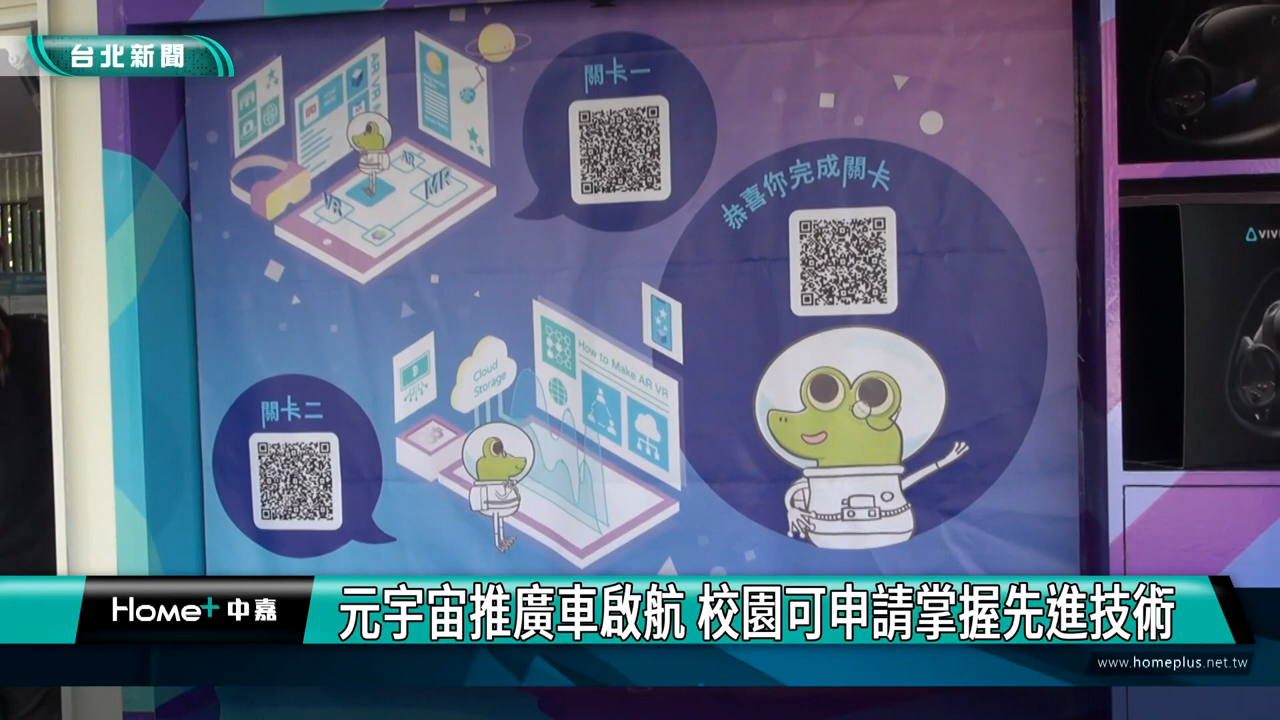 台北新聞
關卡一
AR VR
AR
MR
VR
恭喜你完成關卡
VIVE
How to Make AR VR
Cloud
Storage
關卡二
Home+ 中嘉
元宇宙推廣車啟航 校園可申請掌握先進技術
www.homeplus.net.tw